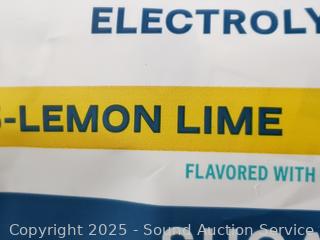 ELECTROLY
-LEMON LIME
FLAVORED WITH
Copyright 2025 - Sound Auction Service